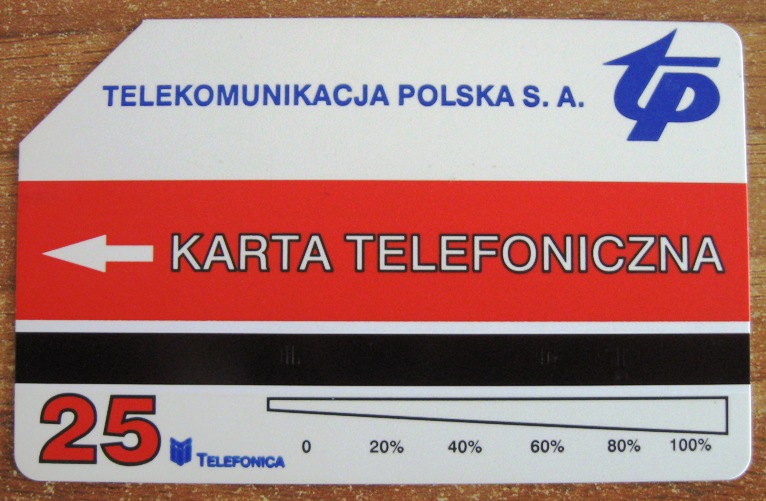 TELEKOMUNIKACJA POLSKA S. A.
TP
KARTA TELEFONICZNA
25
TELEFONICA
0 20% 40% 60% 80% 100%